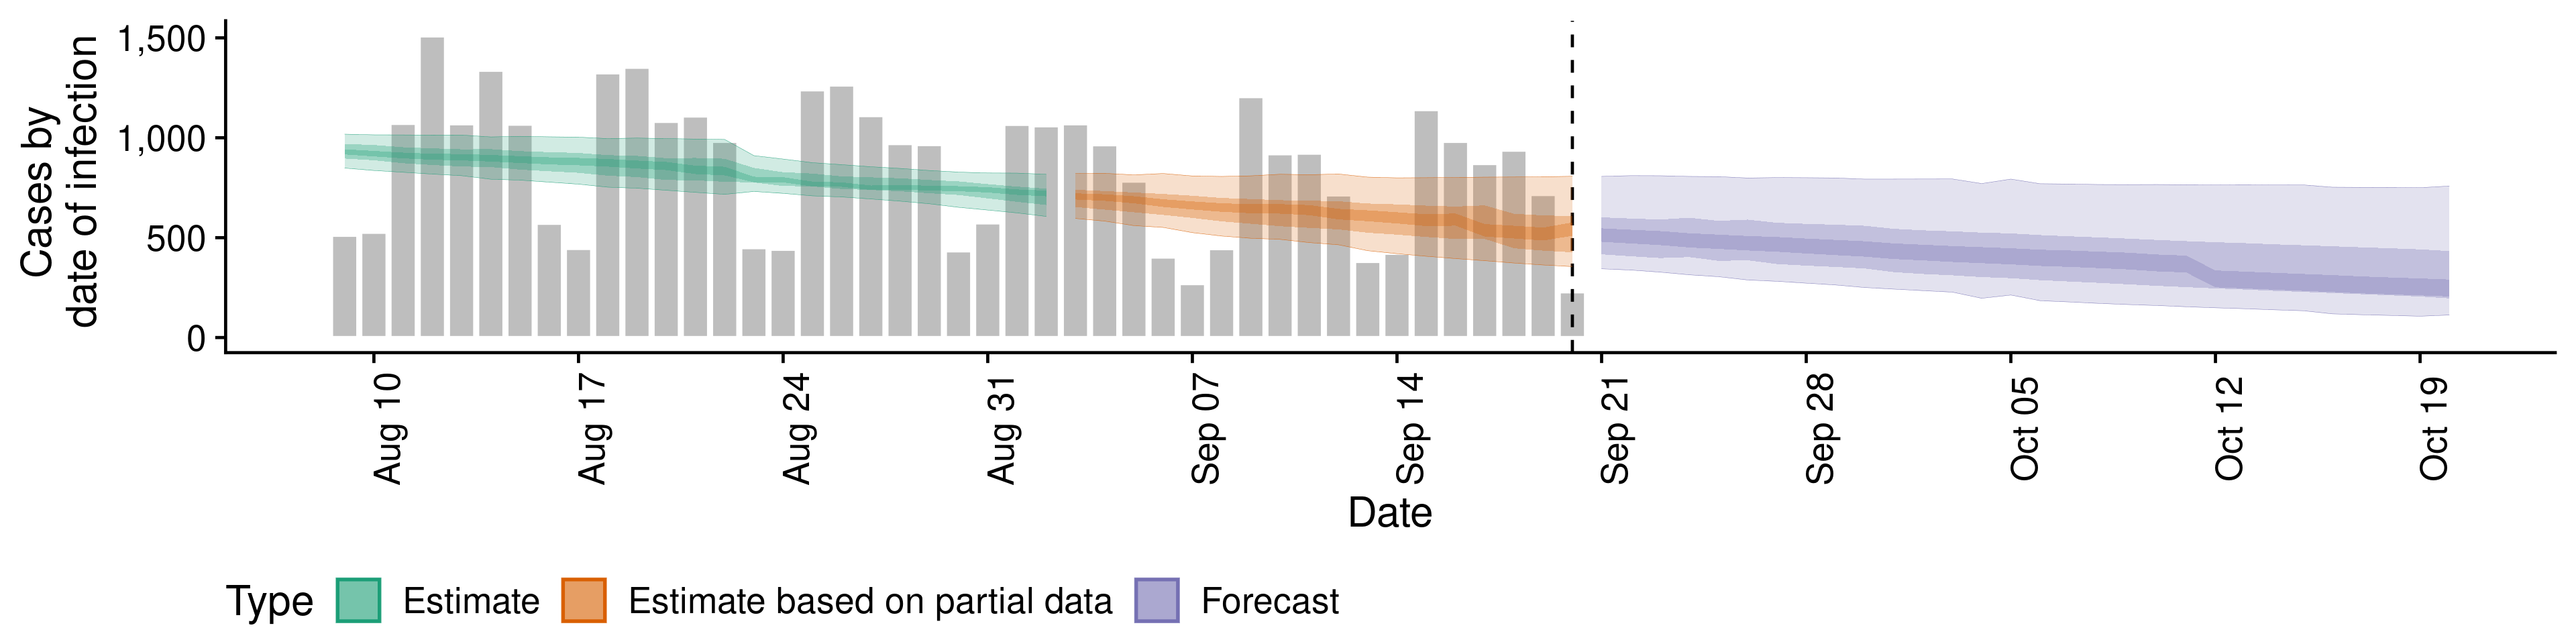 Cases by
date of infection
1,500
1,000
500
0
Aug 10
Aug 17
Aug 24
Aug 31
Sep 07
Sep 14
Sep 21
Sep 28
Oct 05
Oct 12
Oct 19
Date
Type
Estimate
Estimate based on partial data
Forecast